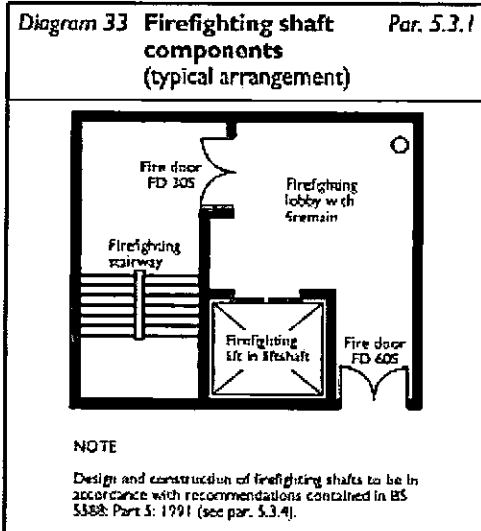 Diagram 33 Firefighting shaft Par. 5.3.1
components
(typical arrangement)
Fire door
FD 30S
Firefighting
lobby with
firemain
Firefighting
stairway
Firefighting
lift in liftshaft
Fire door
FD 60S
NOTE
Design and construction of firefighting shafts to be in
accordance with recommendations contained in BS
5588: Part 5: 1991 (see par. 5.3.4).